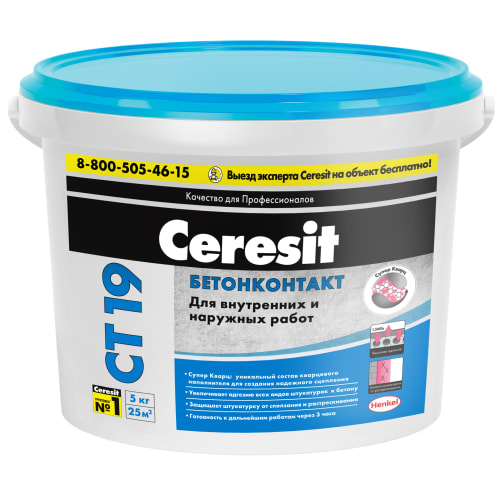 8-800-505-46-15
Выезд эксперта Ceresit на объект бесплатно!
Качество для Профессионалов
Ceresit
БЕТОНКОНТАКТ
Для внутренних и
наружных работ
CT 19
Супер Кварц
• Супер Кварц уникальный состав кварцевого
наполнителя для создания надежного сцепления
• Увеличивает адгезию всех видов штукатурок к бетону
• Защищает штукатурку от сползания и растрескивания
• Готовность к дальнейшим работам через 3 часа
Ceresit
№1
5 кг
25 м²
Henkel